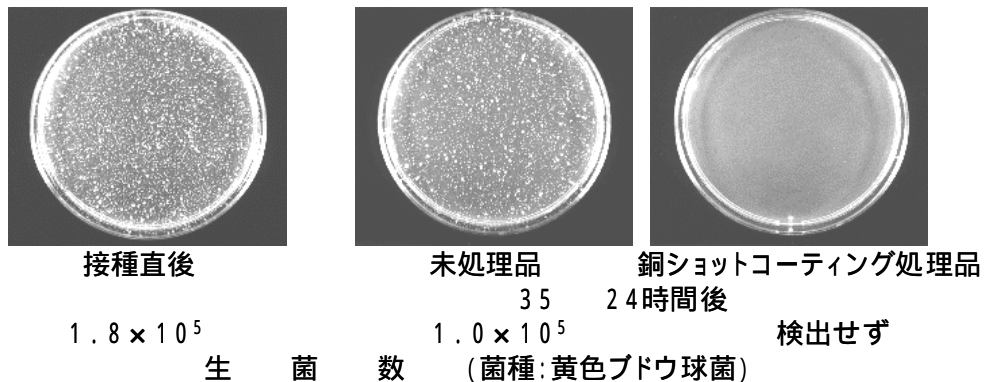 接種直後 未処理品 銅ショットコーティング処理品
35 24時間後
1.8×10⁵ 1.0×10⁵ 検出せず
生菌数 (菌種:黄色ブドウ球菌)